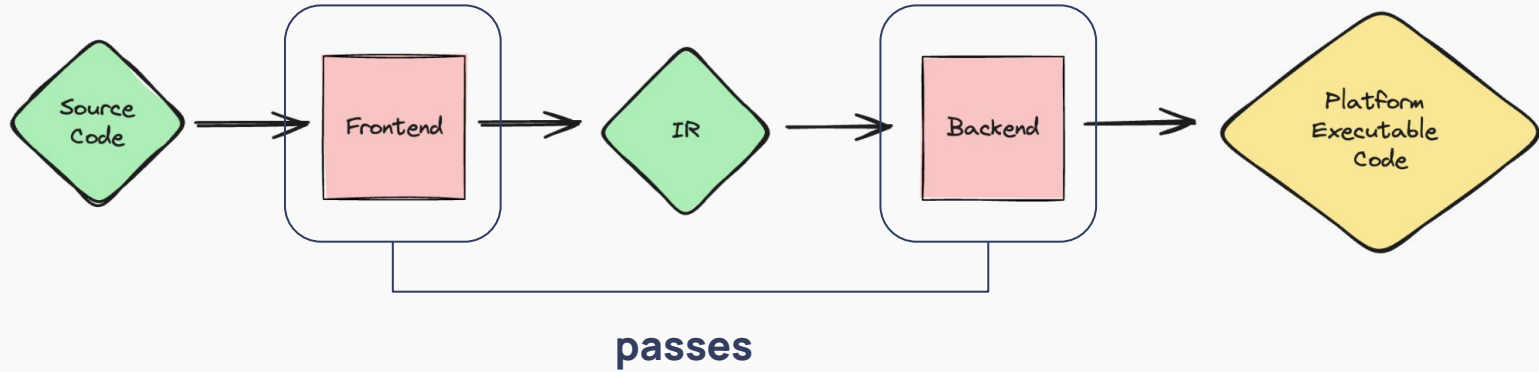 Source
Code
Frontend
IR
Backend
Platform
Executable
Code
passes